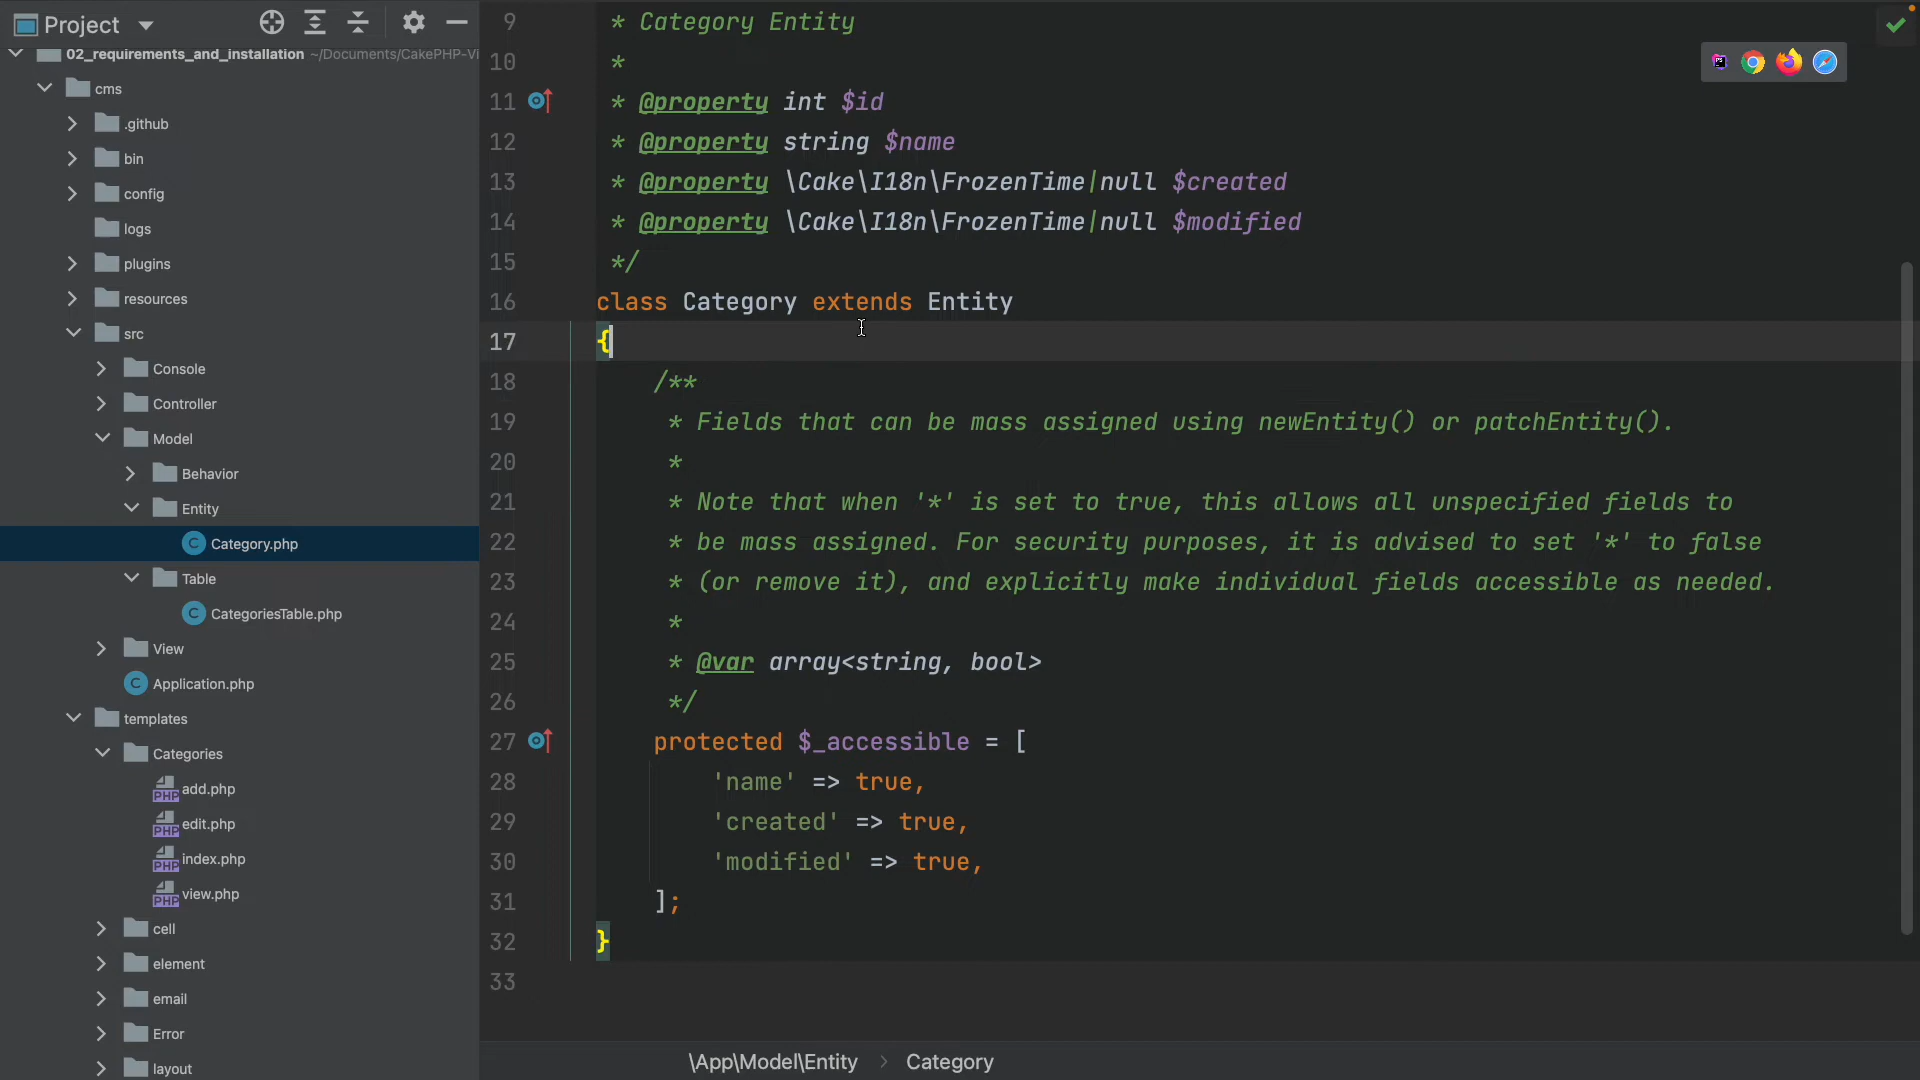 Project
02_requirements_and_installation ~/Documents/CakePHP-Vi
cms
.github
bin
config
logs
plugins
resources
src
Console
Controller
Model
Behavior
Entity
Category.php
Table
CategoriesTable.php
View
Application.php
templates
Categories
add.php
edit.php
index.php
view.php
cell
element
email
Error
layout
9 * Category Entity
10 *
11 * @property int $id
12 * @property string $name
13 * @property \Cake\I18n\FrozenTime|null $created
14 * @property \Cake\I18n\FrozenTime|null $modified
15 */
16 class Category extends Entity
17 {
18 /**
19 * Fields that can be mass assigned using newEntity() or patchEntity().
20 *
21 * Note that when '*' is set to true, this allows all unspecified fields to
22 * be mass assigned. For security purposes, it is advised to set '*' to false
23 * (or remove it), and explicitly make individual fields accessible as needed.
24 *
25 * @var array<string, bool>
26 */
27 protected $_accessible = [
28 'name' => true,
29 'created' => true,
30 'modified' => true,
31 ];
32 }
33
\App\Model\Entity > Category